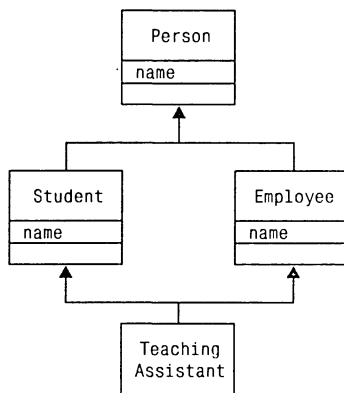 Person
name
Student
name
Employee
name
Teaching
Assistant